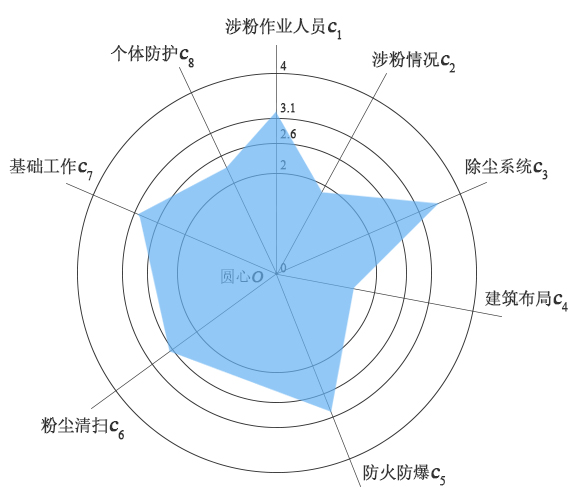 涉粉作业人员c₁
个体防护c₈
涉粉情况c₂
4
3.1
2.6
2
基础工作c₇
除尘系统c₃
圆心O
0
建筑布局c₄
粉尘清扫c₆
防火防爆c₅